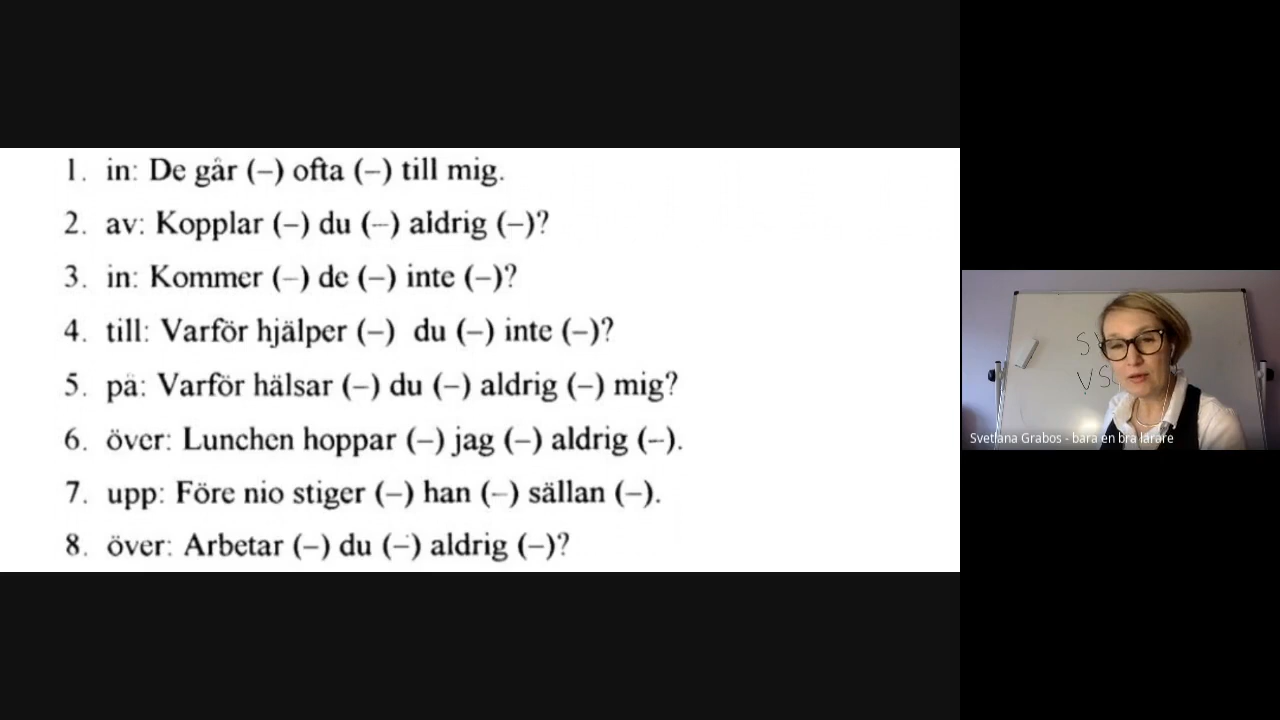 1. in: De går (–) ofta (–) till mig.
2. av: Kopplar (–) du (–) aldrig (–)?
3. in: Kommer (–) de (–) inte (–)?
4. till: Varför hjälper (–) du (–) inte (–)?
5. på: Varför hälsar (–) du (–) aldrig (–) mig?
6. över: Lunchen hoppar (–) jag (–) aldrig (–).
7. upp: Före nio stiger (–) han (–) sällan (–).
8. över: Arbetar (–) du (–) aldrig (–)?
Svetlana Grabos - bara en bra lärare